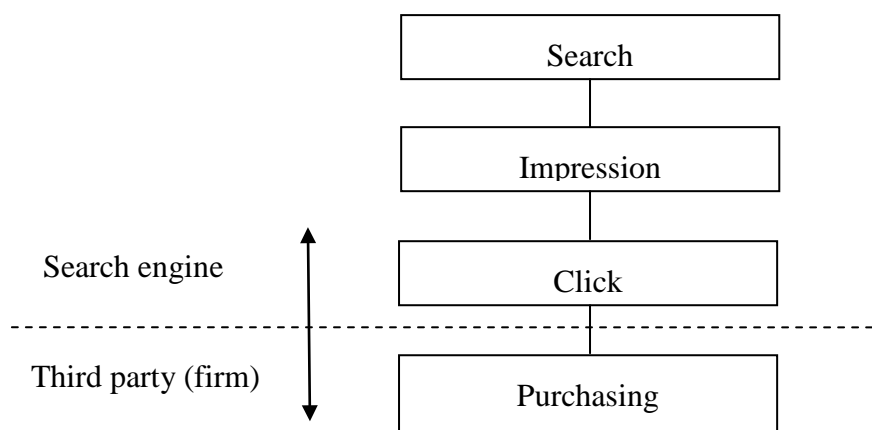 Search
Impression
Search engine
Click
Third party (firm)
Purchasing